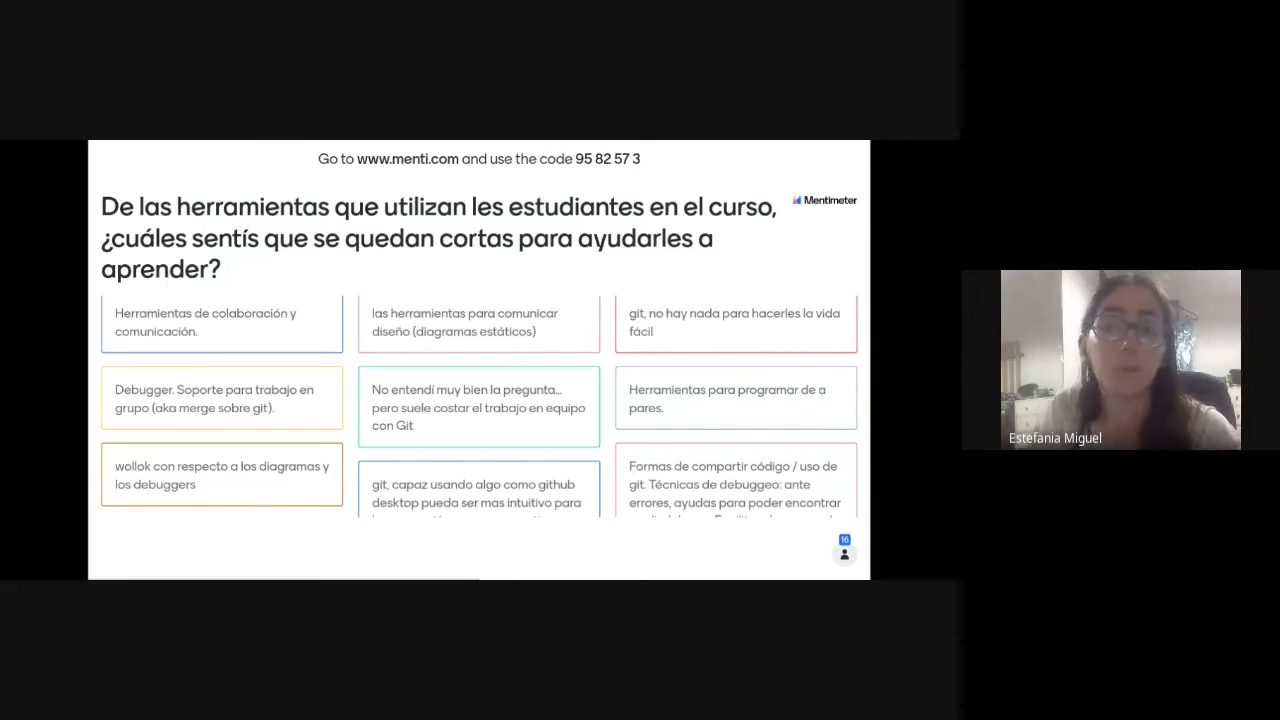 Go to www.menti.com and use the code 95 82 57 3
De las herramientas que utilizan les estudiantes en el curso,
¿cuáles sentís que se quedan cortas para ayudarles a
aprender?
Mentimeter
Herramientas de colaboración y
comunicación.
las herramientas para comunicar
diseño (diagramas estáticos)
git, no hay nada para hacerles la vida
fácil
Debugger. Soporte para trabajo en
grupo (aka merge sobre git).
No entendí muy bien la pregunta...
pero suele costar el trabajo en equipo
con Git
Herramientas para programar de a
pares.
wollok con respecto a los diagramas y
los debuggers
git, capaz usando algo como github
desktop pueda ser mas intuitivo para
Formas de compartir código / uso de
git. Técnicas de debuggeo: ante
errores, ayudas para poder encontrar
16
Estefania Miguel